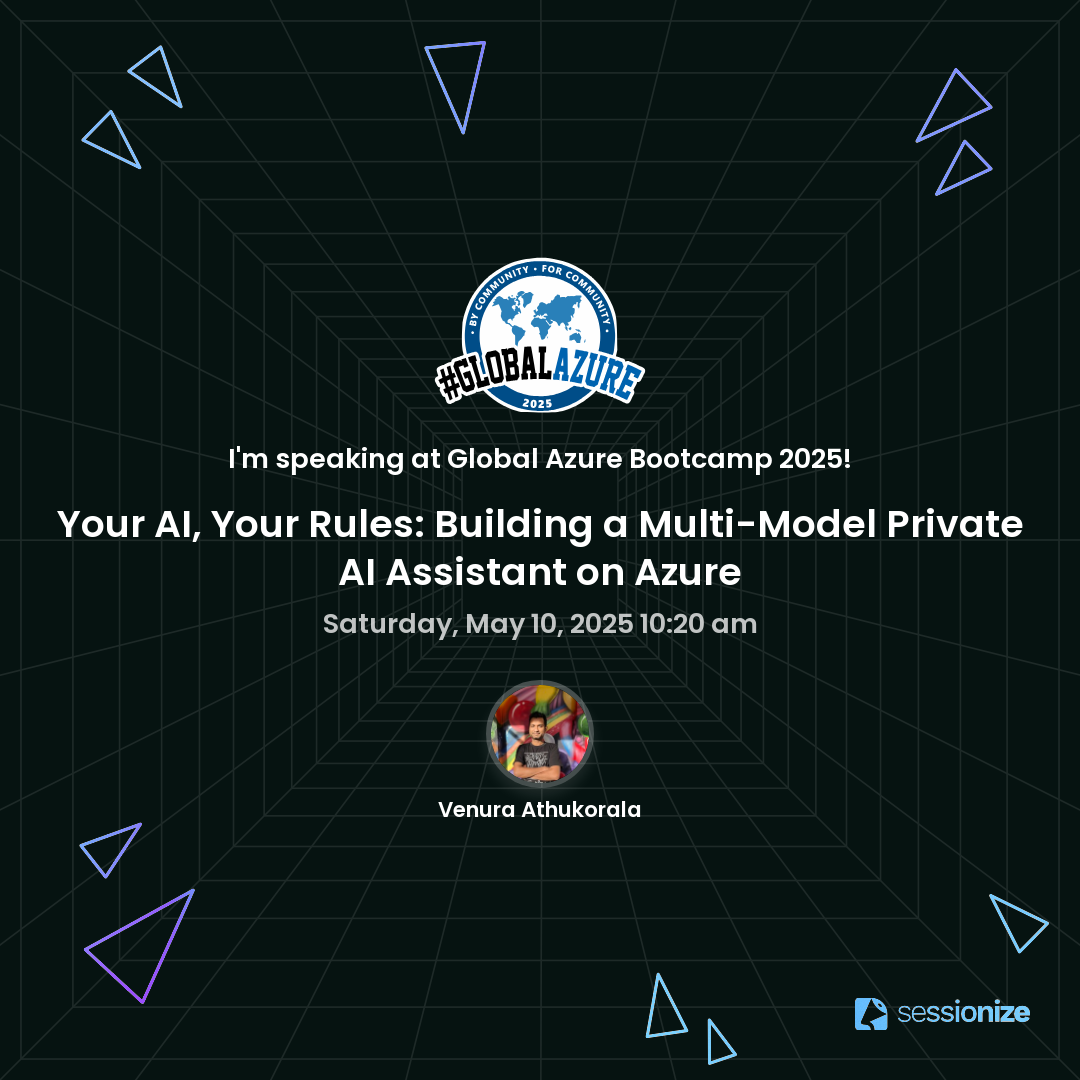 • BY COMMUNITY • FOR COMMUNITY •
#GLOBALAZURE
2025
I'm speaking at Global Azure Bootcamp 2025!
Your AI, Your Rules: Building a Multi-Model Private
AI Assistant on Azure
Saturday, May 10, 2025 10:20 am
Venura Athukorala
sessionize